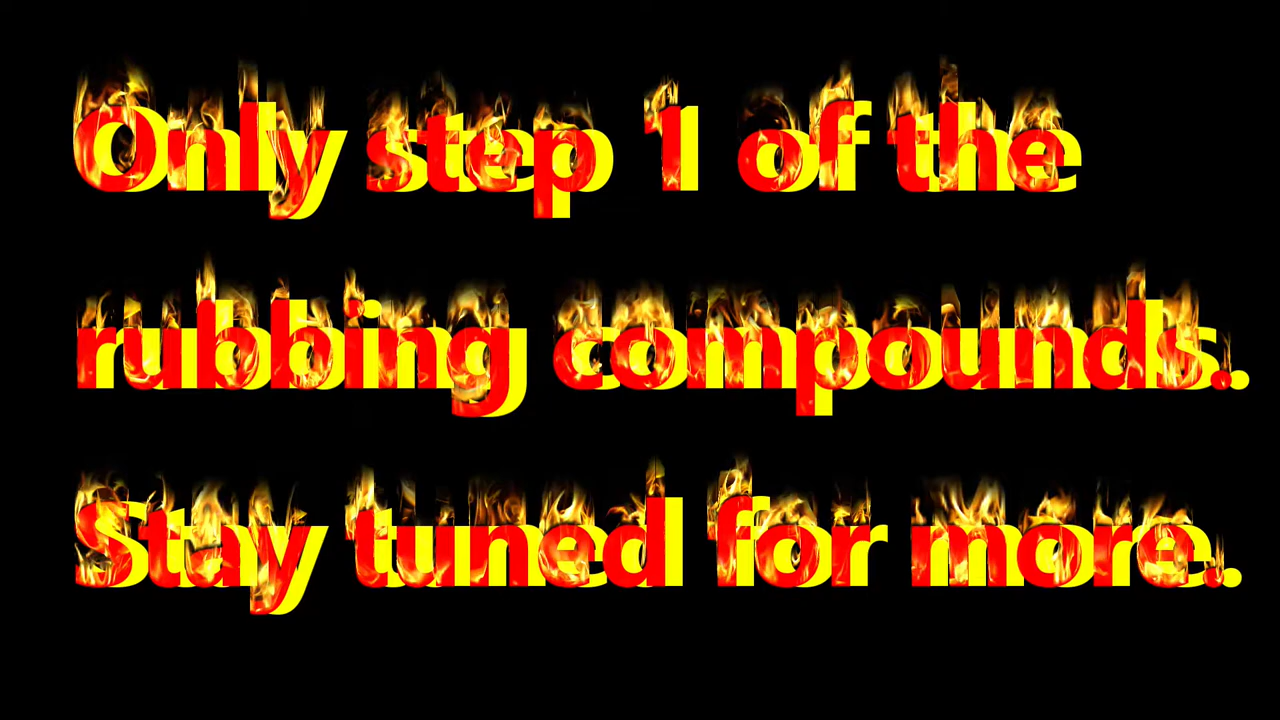 Only step 1 of the
rubbing compounds.
Stay tuned for more.